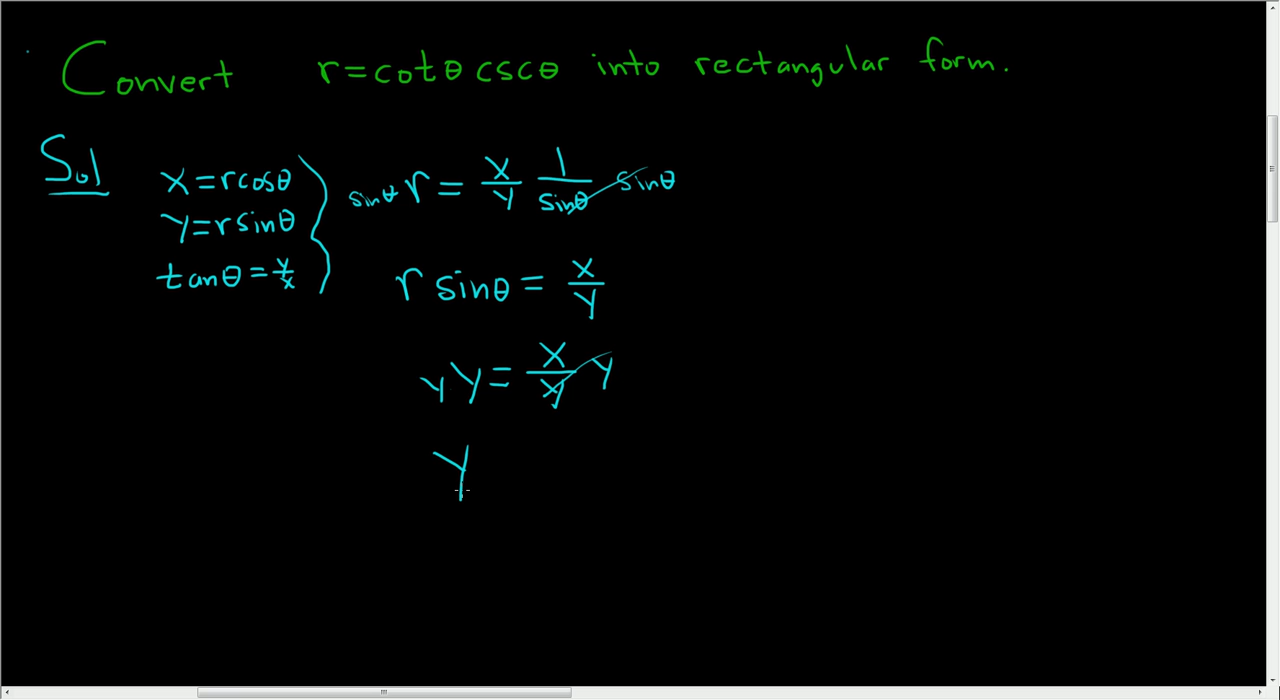 Convert r=cotθ cscθ into rectangular form.
Sol
x=rcosθ
y=rsinθ
tanθ=y/x
sinθ r = x/y 1/sinθ sinθ
r sinθ = x/y
y y = x/y y
y